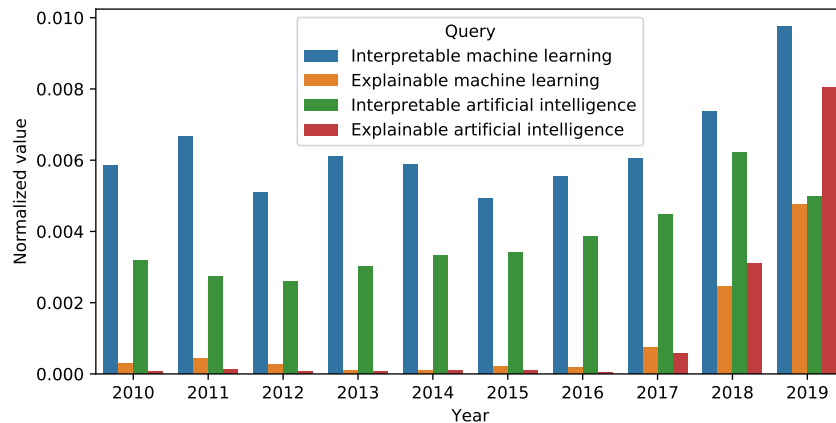 0.010
0.008
0.006
0.004
0.002
0.000
Normalized value
Query
Interpretable machine learning
Explainable machine learning
Interpretable artificial intelligence
Explainable artificial intelligence
2010 2011 2012 2013 2014 2015 2016 2017 2018 2019
Year